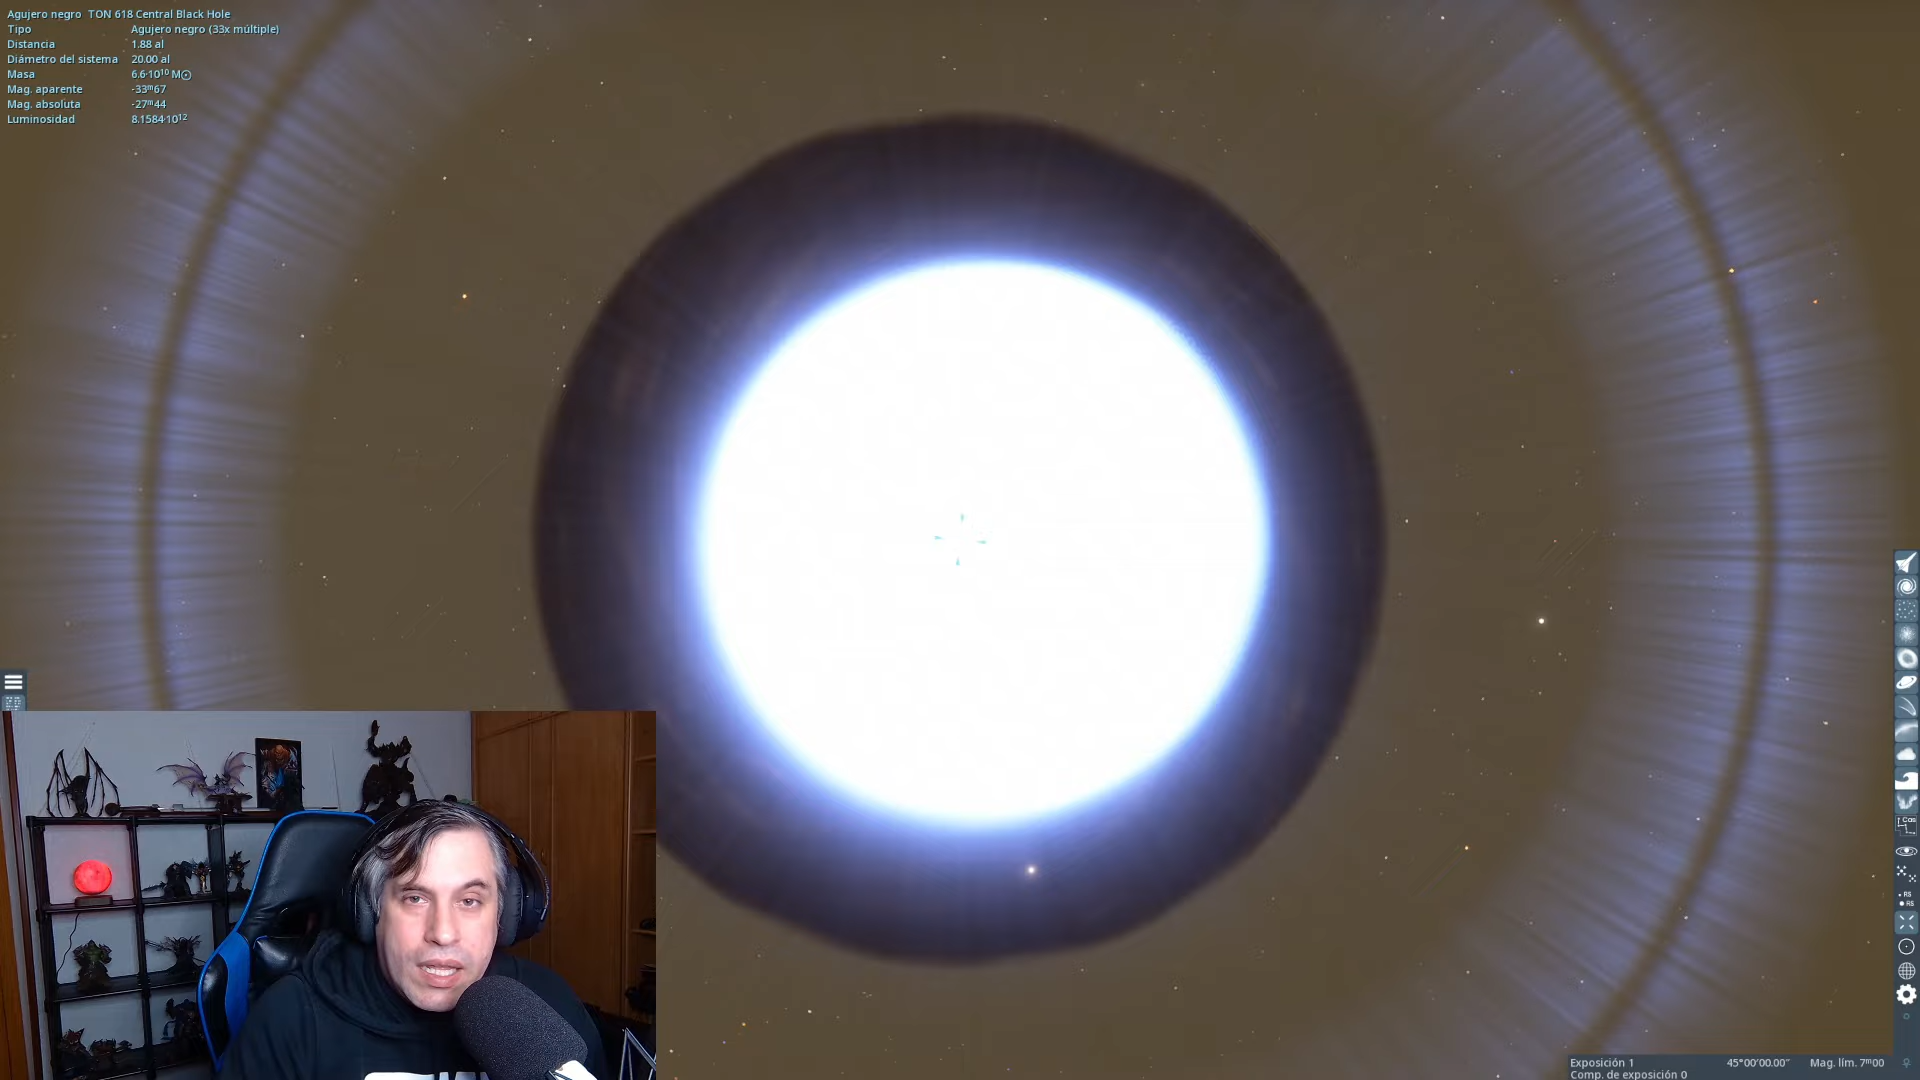 Agujero negro TON 618 Central Black Hole
Tipo Agujero negro (33x múltiple)
Distancia 1.88 al
Diámetro del sistema 20.00 al
Masa 6.6·10¹⁰ M☉
Mag. aparente -33ᵐ67
Mag. absoluta -27ᵐ44
Luminosidad 8.1584·10¹²
RS
RS
Exposición 1 45°00'00.00" Mag. lím. 7ᵐ00
Comp. de exposición 0